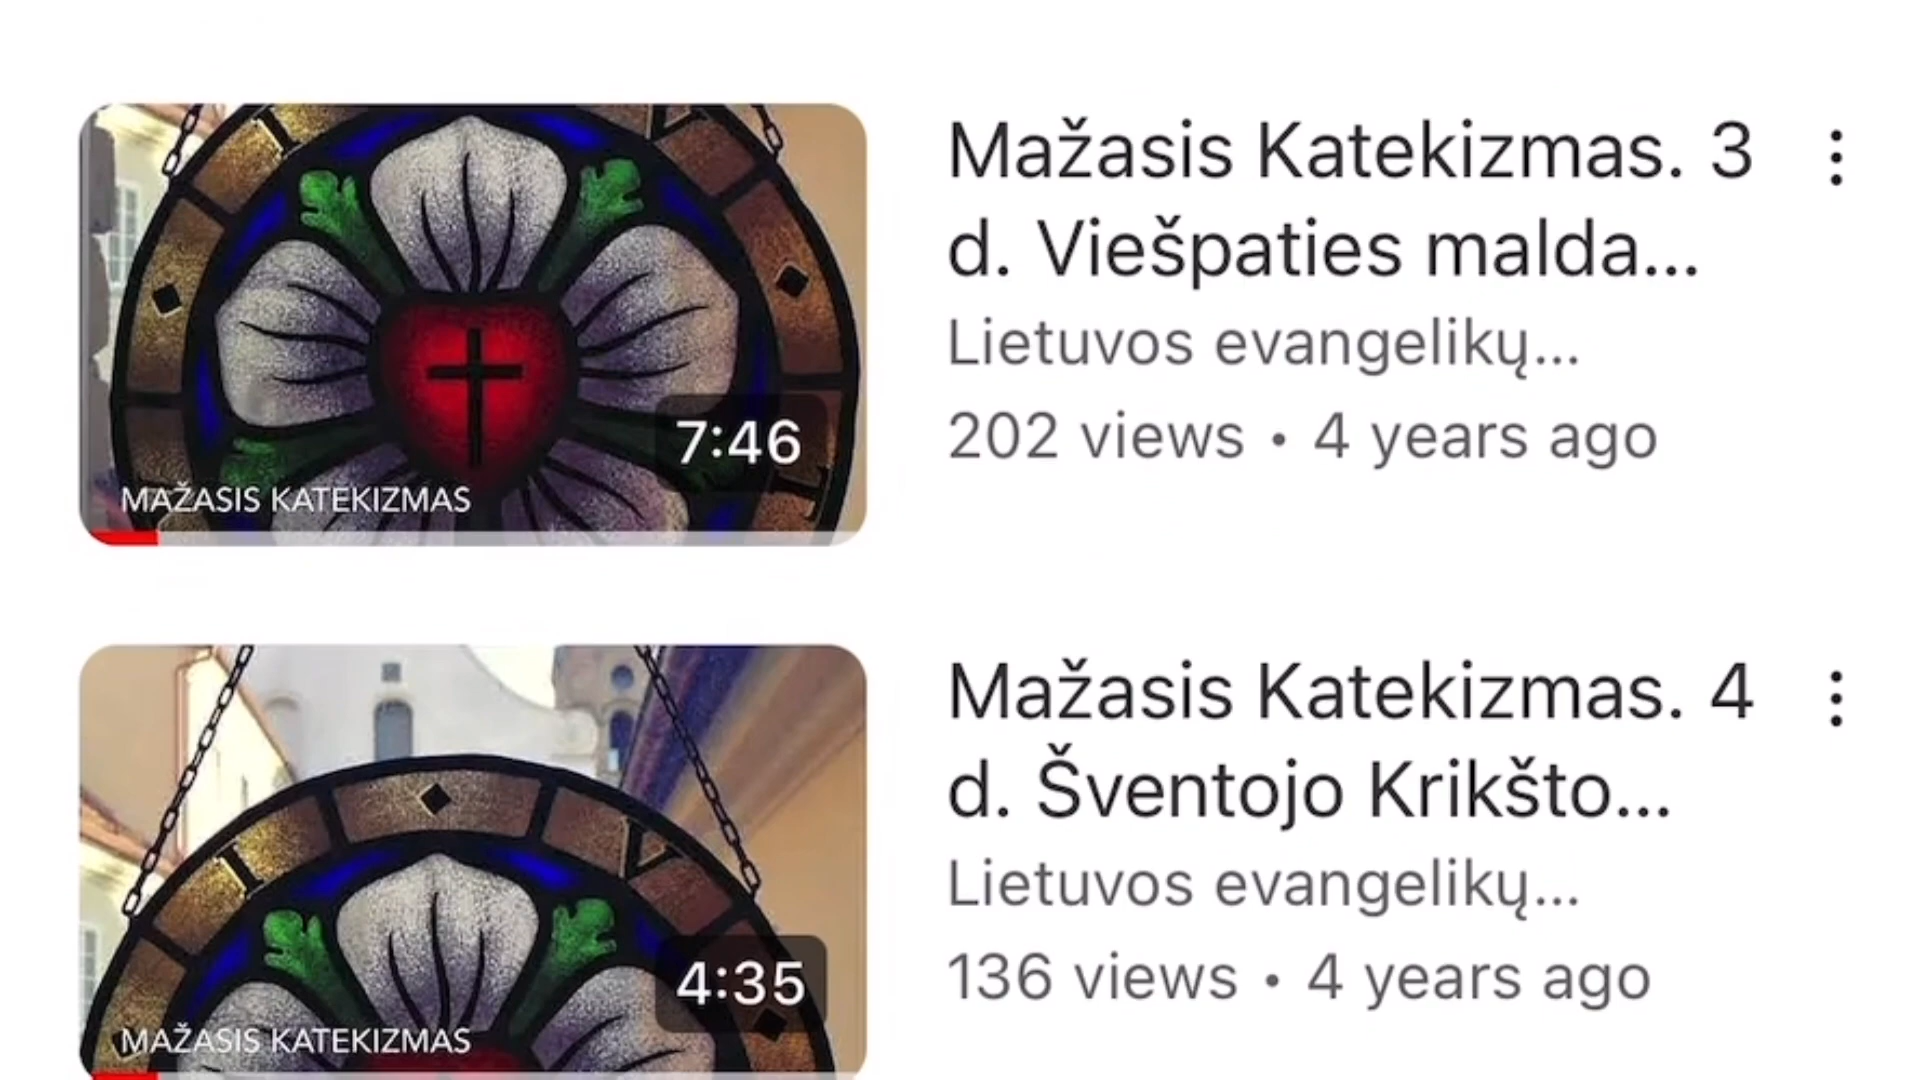 Mažasis Katekizmas. 3
d. Viešpaties malda...
Lietuvos evangelikų...
202 views • 4 years ago
7:46
MAŽASIS KATEKIZMAS
Mažasis Katekizmas. 4
d. Šventojo Krikšto...
Lietuvos evangelikų...
136 views • 4 years ago
4:35
MAŽASIS KATEKIZMAS